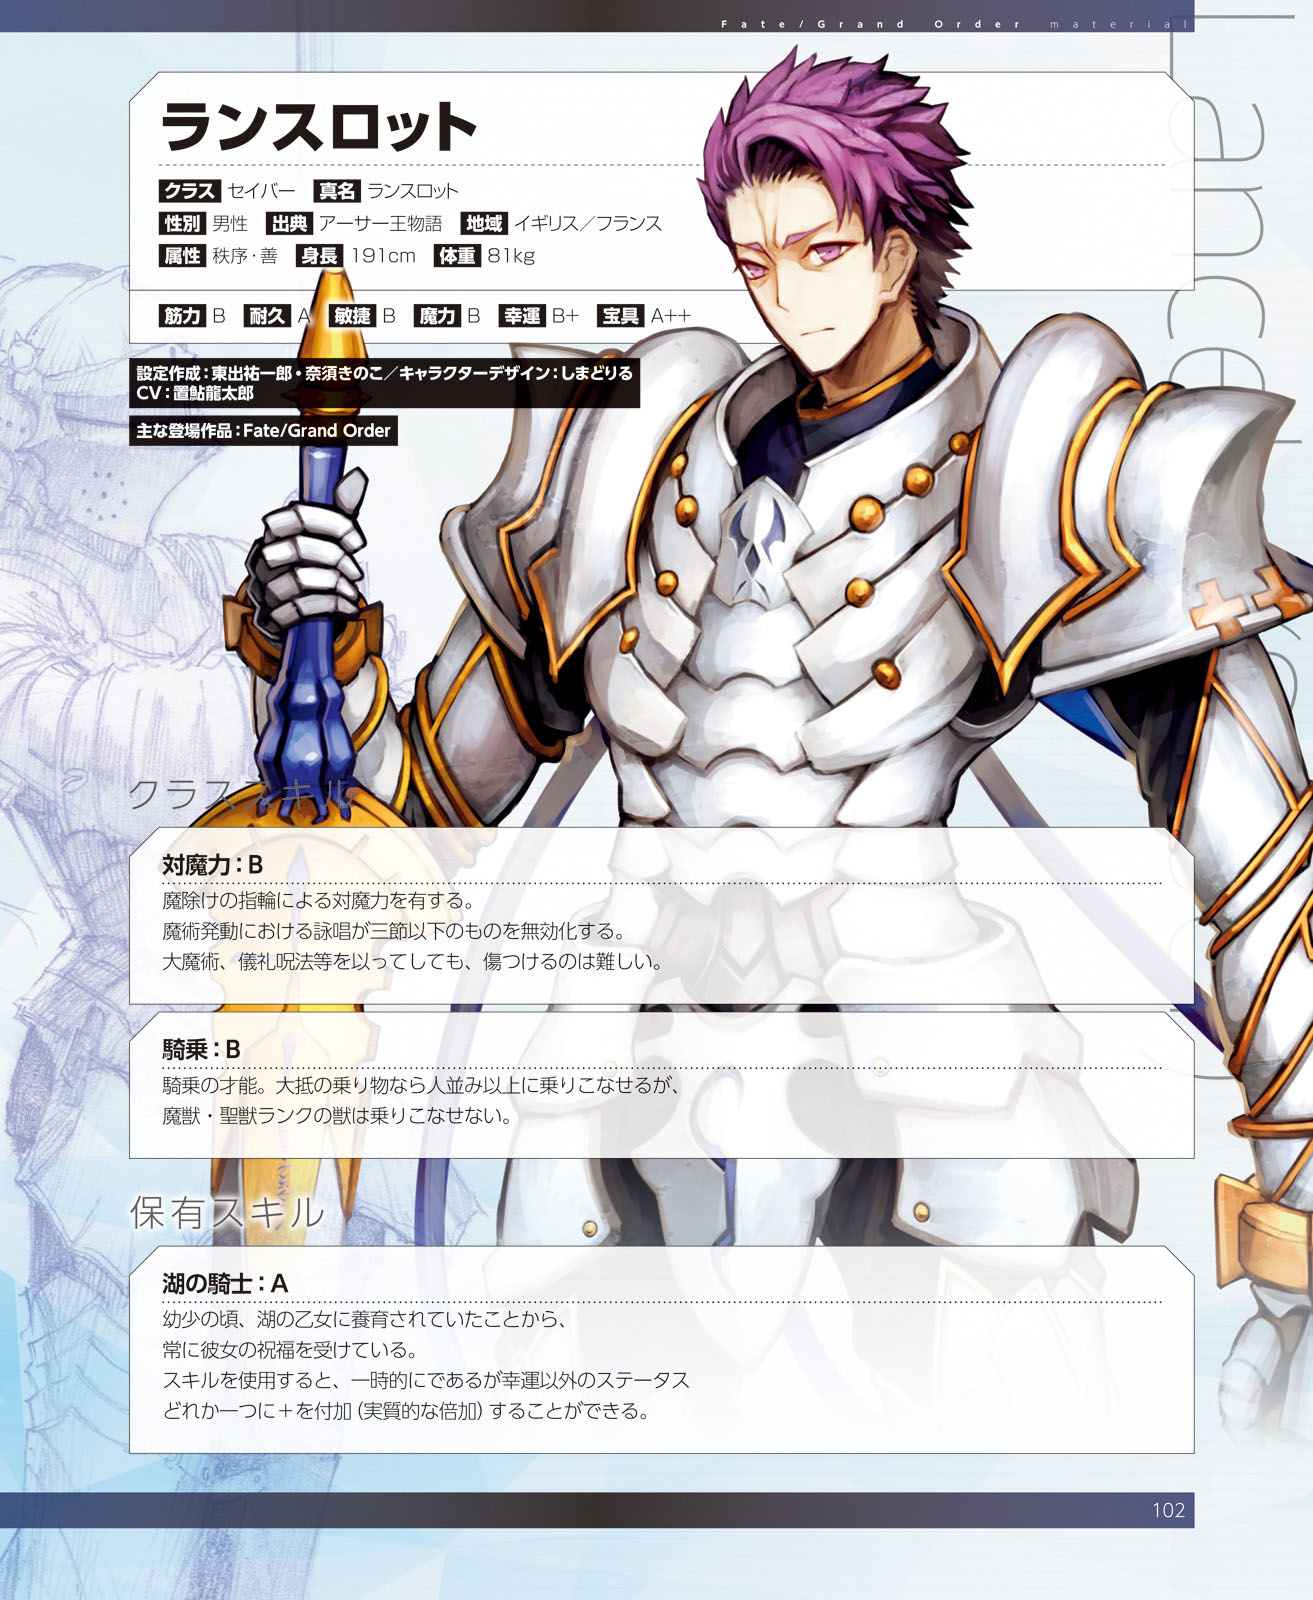 Fate/Grand Order material
ランスロット
クラス セイバー 真名 ランスロット
性別 男性 出典 アーサー王物語 地域 イギリス／フランス
属性 秩序・善 身長 191cm 体重 81kg
筋力 B 耐久 A 敏捷 B 魔力 B 幸運 B+ 宝具 A++
設定作成：東出祐一郎・奈須きのこ／キャラクターデザイン：しまどりる
CV：置鮎龍太郎
主な登場作品：Fate/Grand Order
クラススキル
対魔力：B
魔除けの指輪による対魔力を有する。
魔術発動における詠唱が三節以下のものを無効化する。
大魔術、儀礼呪法等を以ってしても、傷つけるのは難しい。
騎乗：B
騎乗の才能。大抵の乗り物なら人並み以上に乗りこなせるが、
魔獣・聖獣ランクの獣は乗りこなせない。
保有スキル
湖の騎士：A
幼少の頃、湖の乙女に養育されていたことから、
常に彼女の祝福を受けている。
スキルを使用すると、一時的にであるが幸運以外のステータス
どれか一つに＋を付加（実質的な倍加）することができる。
102